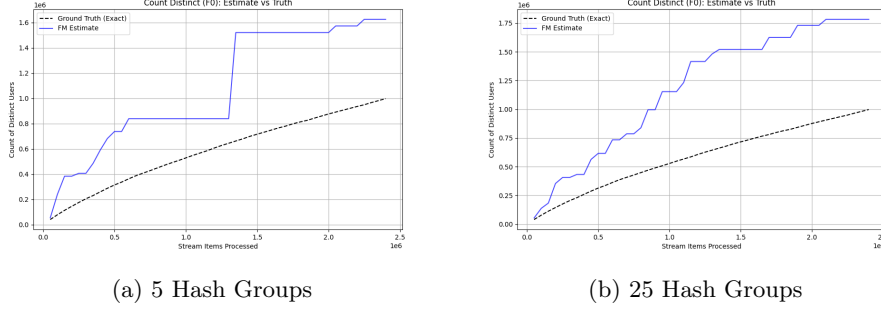 Count Distinct (F0): Estimate vs Truth
1e6
Ground Truth (Exact)
FM Estimate
Count of Distinct Users
1.6
1.4
1.2
1.0
0.8
0.6
0.4
0.2
0.0
0.0 0.5 1.0 1.5 2.0 2.5
Stream Items Processed
1e6
(a) 5 Hash Groups
Count Distinct (F0): Estimate vs Truth
1e6
Ground Truth (Exact)
FM Estimate
Count of Distinct Users
1.75
1.50
1.25
1.00
0.75
0.50
0.25
0.00
0.0 0.5 1.0 1.5 2.0
Stream Items Processed
(b) 25 Hash Groups